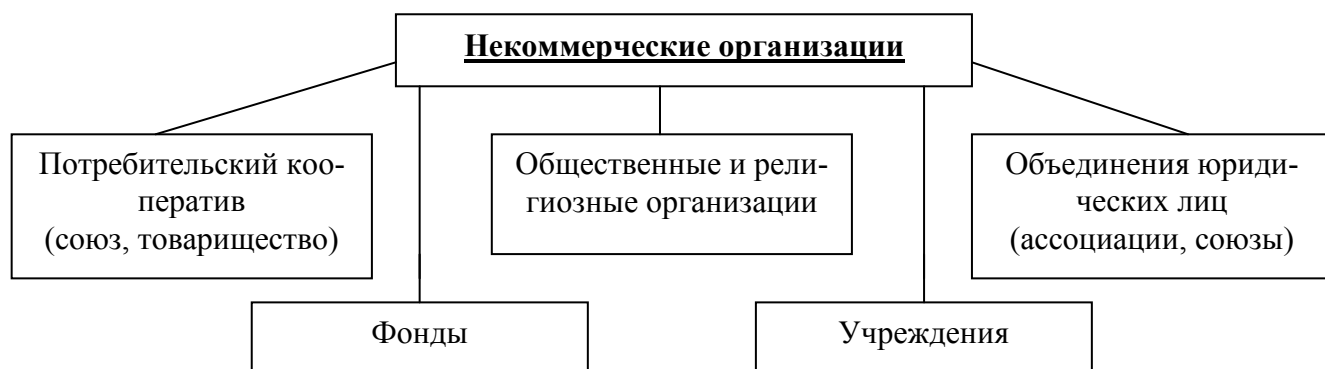 Некоммерческие организации
Потребительский коо-
ператив
(союз, товарищество)
Общественные и рели-
гиозные организации
Объединения юриди-
ческих лиц
(ассоциации, союзы)
Фонды
Учреждения